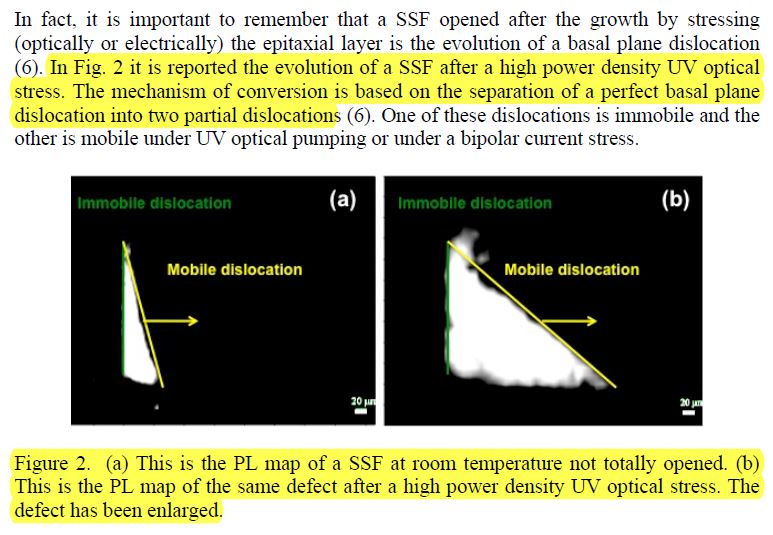 In fact, it is important to remember that a SSF opened after the growth by stressing
(optically or electrically) the epitaxial layer is the evolution of a basal plane dislocation
(6). In Fig. 2 it is reported the evolution of a SSF after a high power density UV optical
stress. The mechanism of conversion is based on the separation of a perfect basal plane
dislocation into two partial dislocations (6). One of these dislocations is immobile and the
other is mobile under UV optical pumping or under a bipolar current stress.
Immobile dislocation
(a)
Mobile dislocation
20 µm
Immobile dislocation
(b)
Mobile dislocation
20 µm
Figure 2. (a) This is the PL map of a SSF at room temperature not totally opened. (b)
This is the PL map of the same defect after a high power density UV optical stress. The
defect has been enlarged.